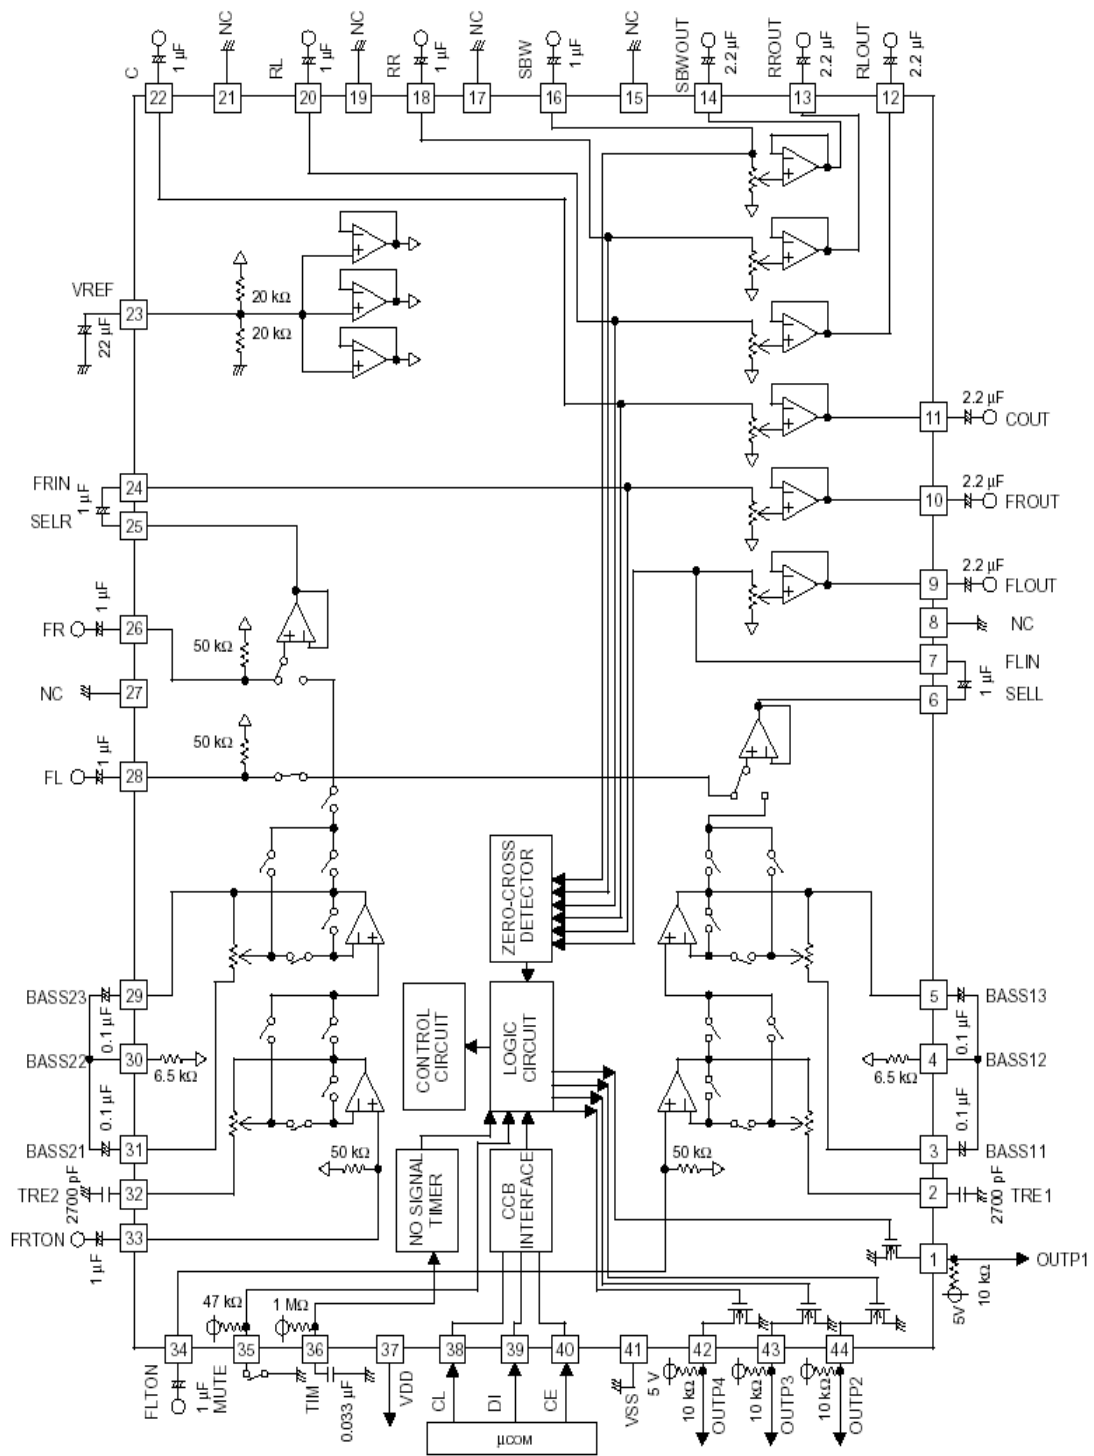 C
1 µF
NC
RL
1 µF
NC
RR
1 µF
NC
SBW
1 µF
NC
SBWOUT
2.2 µF
RROUT
2.2 µF
RLOUT
2.2 µF
22
21
20
19
18
17
16
15
14
13
12
VREF
23
22 µF
20 kΩ
20 kΩ
11
2.2 µF
COUT
FRIN
24
1 µF
SELR
25
10
2.2 µF
FROUT
9
2.2 µF
FLOUT
FR
1 µF
26
50 kΩ
8
NC
7
FLIN
1 µF
NC
27
6
SELL
FL
1 µF
28
50 kΩ
ZERO-CROSS
DETECTOR
BASS23
29
0.1 µF
BASS22
30
6.5 kΩ
0.1 µF
BASS21
31
CONTROL
CIRCUIT
LOGIC
CIRCUIT
5
BASS13
0.1 µF
4
BASS12
6.5 kΩ
0.1 µF
3
BASS11
TRE2
32
2700 pF
50 kΩ
NO SIGNAL
TIMER
CCB
INTERFACE
50 kΩ
2
TRE1
2700 pF
FRTON
33
1 µF
1
OUTP1
10 kΩ
5V
47 kΩ
1 MΩ
34
35
36
37
38
39
40
41
42
43
44
FLTON
1 µF
MUTE
TIM
0.033 µF
VDD
CL
DI
CE
VSS
5 V
10 kΩ
OUTP4
10 kΩ
OUTP3
10 kΩ
OUTP2
µCOM